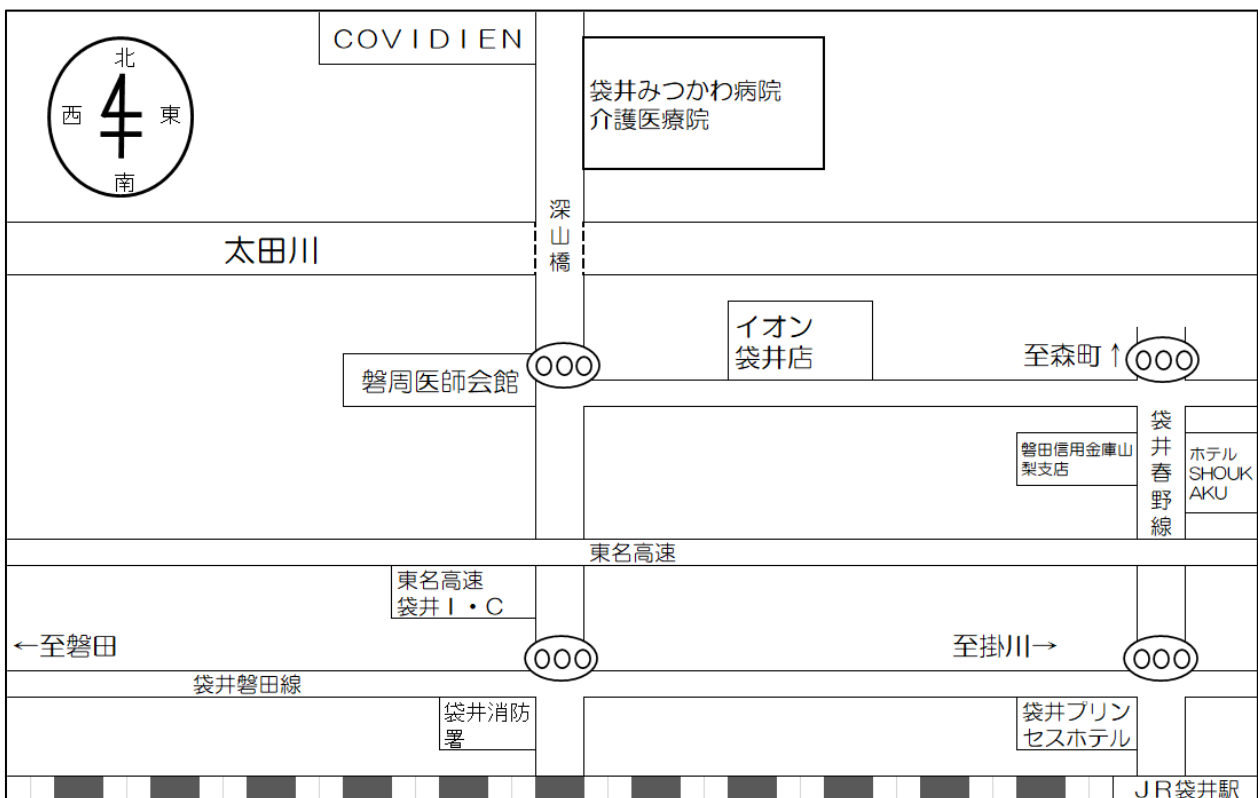 COVIDIEN
北
西 東
南
袋井みつかわ病院
介護医療院
深山橋
太田川
イオン
袋井店
至森町↑
OOO
OOO
磐周医師会館
袋井春野線
磐田信用金庫山
梨支店
ホテル
SHOUK
AKU
東名高速
東名高速
袋井I・C
←至磐田
至掛川→
OOO
OOO
袋井磐田線
袋井消防
署
袋井プリン
セスホテル
JR袋井駅